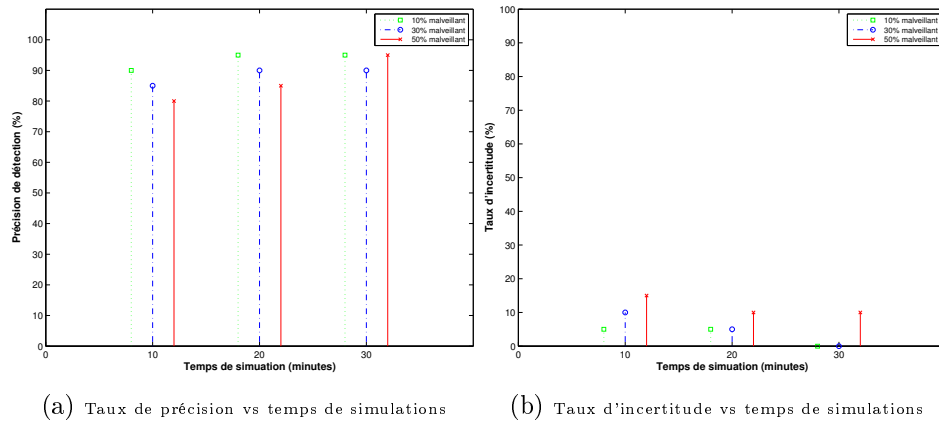 100
90
80
70
60
50
40
30
20
10
0
0
10
20
30
Précision de détection (%)
Temps de simuation (minutes)
10% malveillant
30% malveillant
50% malveillant
(a) Taux de précision vs temps de simulations
100
90
80
70
60
50
40
30
20
10
0
0
10
20
30
Taux d'incertitude (%)
Temps de simuation (minutes)
10% malveillant
30% malveillant
50% malveillant
(b) Taux d'incertitude vs temps de simulations